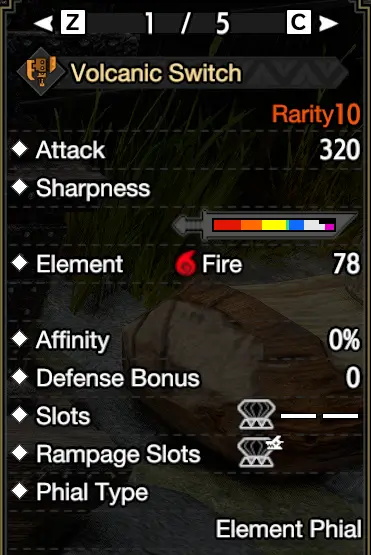 Z 1 / 5 C
Volcanic Switch
Rarity10
Attack 320
Sharpness
Element Fire 78
Affinity 0%
Defense Bonus 0
Slots
Rampage Slots
Phial Type
Element Phial